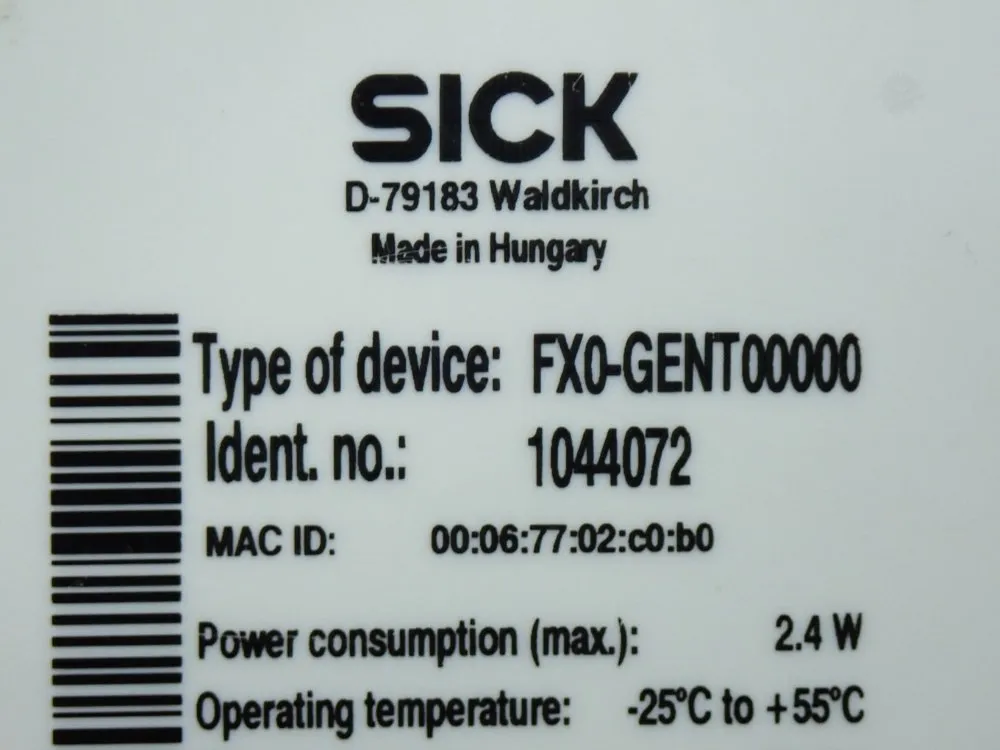 SICK
D-79183 Waldkirch
Made in Hungary
Type of device: FX0-GENT00000
Ident. no.: 1044072
MAC ID: 00:06:77:02:c0:b0
Power consumption (max.): 2.4 W
Operating temperature: -25°C to +55°C